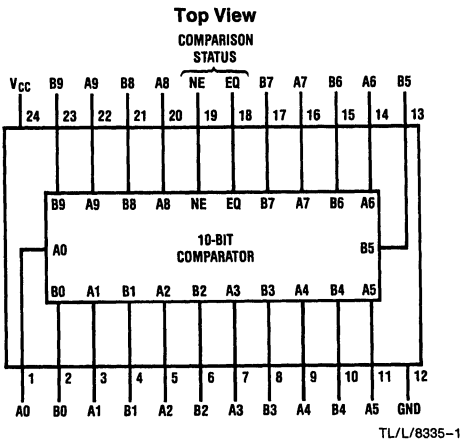 Top View
COMPARISON
STATUS
VCC B9 A9 B8 A8 NE EQ B7 A7 B6 A6 B5
24 23 22 21 20 19 18 17 16 15 14 13
B9 A9 B8 A8 NE EQ B7 A7 B6 A6
A0 10-BIT B5
COMPARATOR
B0 A1 B1 A2 B2 A3 B3 A4 B4 A5
1 2 3 4 5 6 7 8 9 10 11 12
A0 B0 A1 B1 A2 B2 A3 B3 A4 B4 A5 GND
TL/L/8335-1